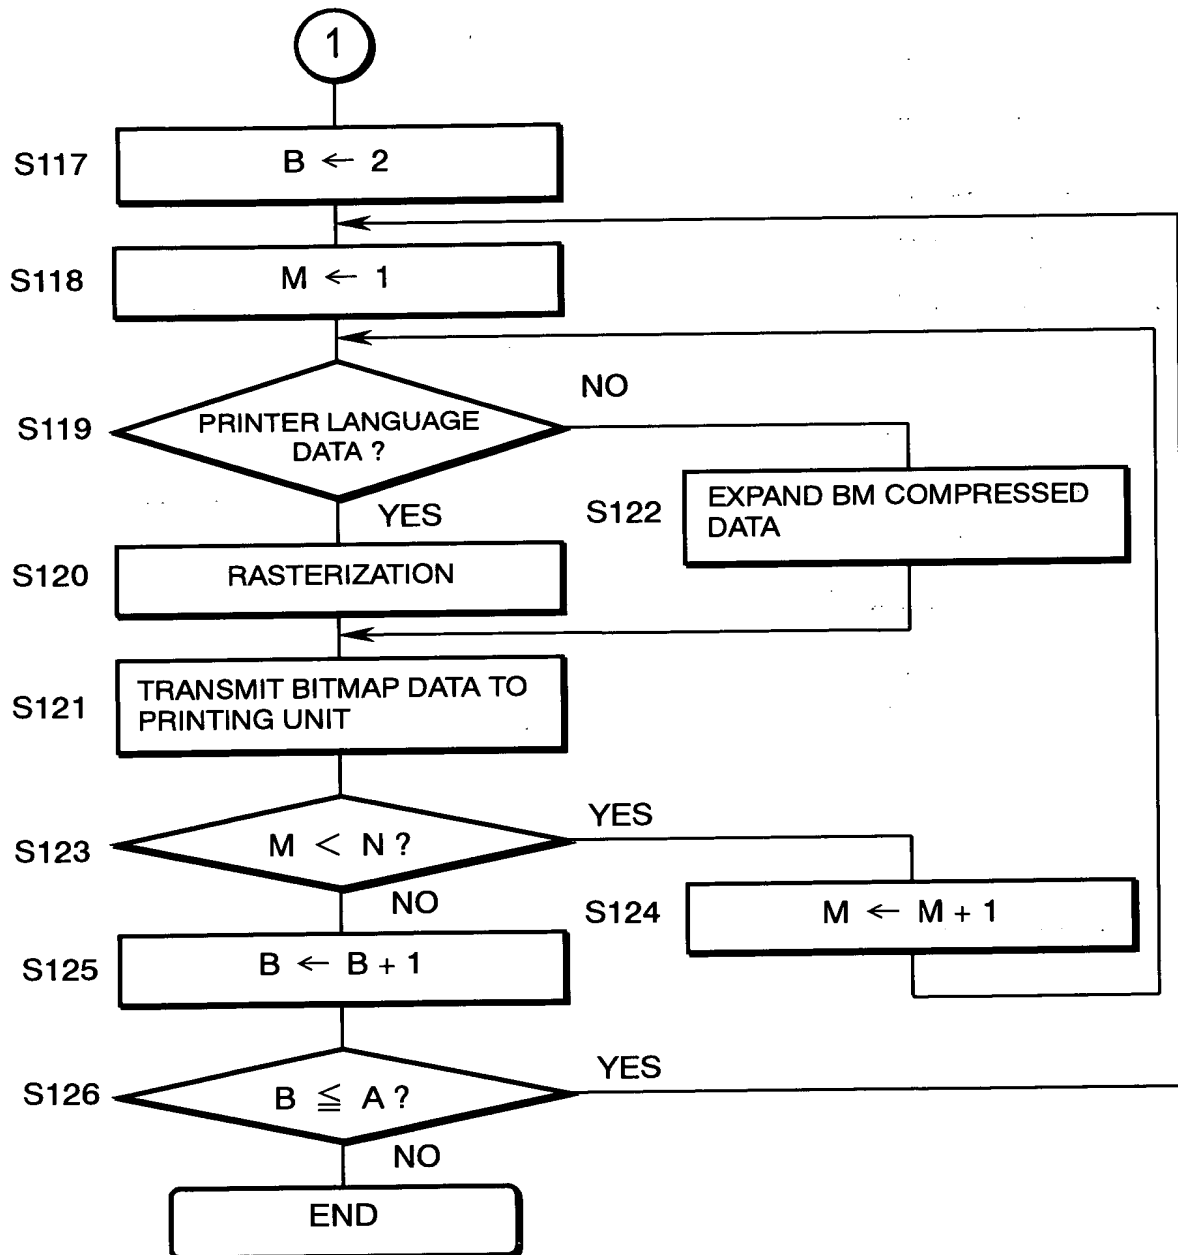 1
S117
B ← 2
S118
M ← 1
NO
S119
PRINTER LANGUAGE
DATA ?
YES
S122
EXPAND BM COMPRESSED
DATA
S120
RASTERIZATION
S121
TRANSMIT BITMAP DATA TO
PRINTING UNIT
YES
S123
M < N ?
NO
S124
M ← M + 1
S125
B ← B + 1
YES
S126
B ≦ A ?
NO
END